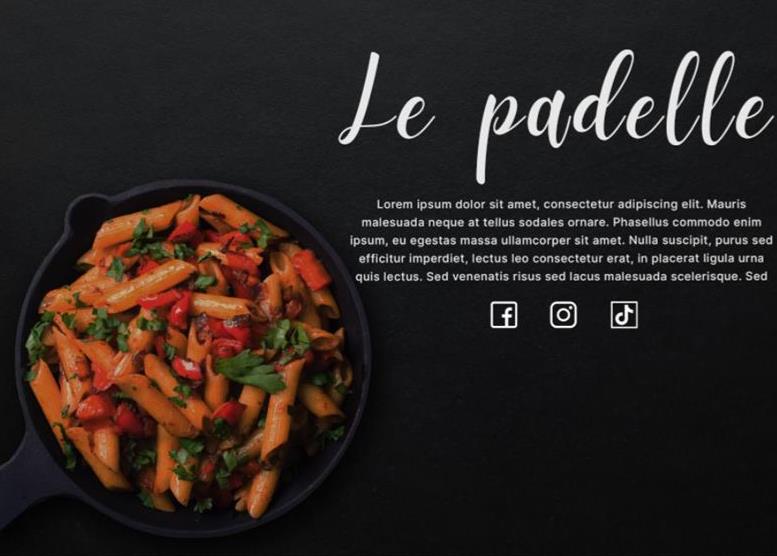 Le padelle
Lorem ipsum dolor sit amet, consectetur adipiscing elit. Mauris
malesuada neque at tellus sodales ornare. Phasellus commodo enim
ipsum, eu egestas massa ullamcorper sit amet. Nulla suscipit, purus sed
efficitur imperdiet, lectus leo consectetur erat, in placerat ligula urna
quis lectus. Sed venenatis risus sed lacus malesuada scelerisque. Sed